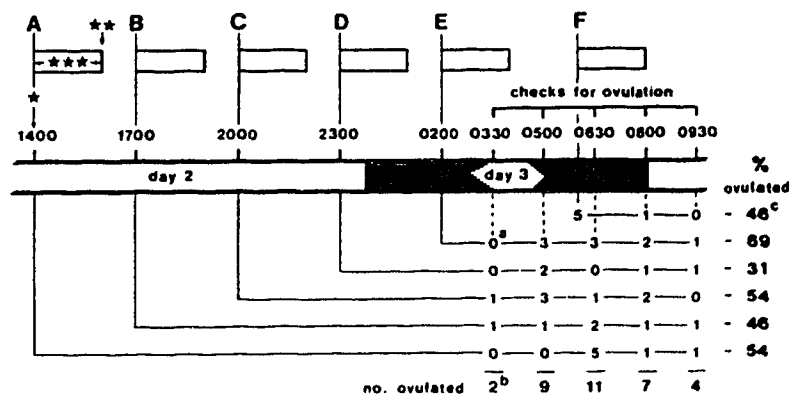 A ★★ B C D E F
★★★
★
checks for ovulation
1400 1700 2000 2300 0200 0330 0500 0630 0800 0930
day 2 day 3 %
ovulated
5 1 0 - 46c
0a 3 3 2 1 - 69
0 2 0 1 1 - 31
1 3 1 2 0 - 54
1 1 2 1 1 - 46
0 0 5 1 1 - 54
no. ovulated 2b 9 11 7 4